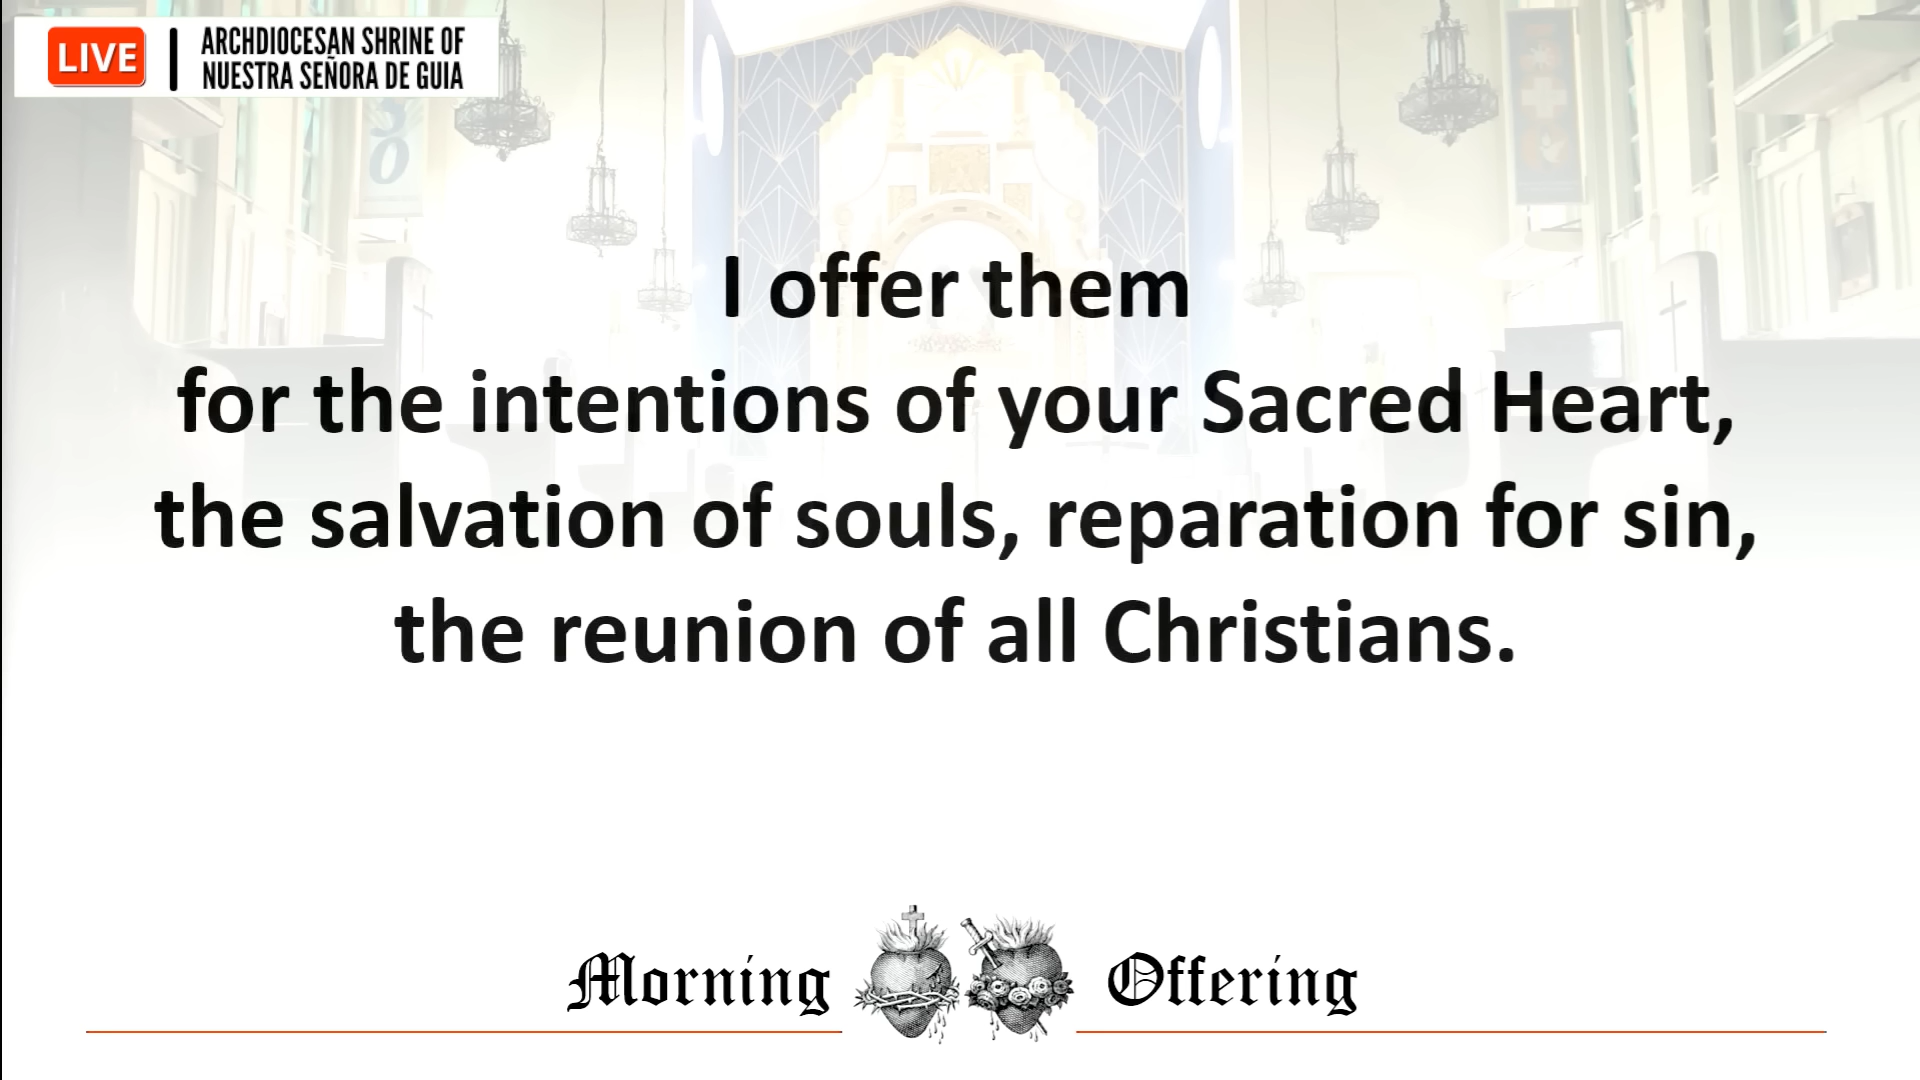 LIVE
ARCHDIOCESAN SHRINE OF
NUESTRA SEÑORA DE GUIA
I offer them
for the intentions of your Sacred Heart,
the salvation of souls, reparation for sin,
the reunion of all Christians.
Morning Offering